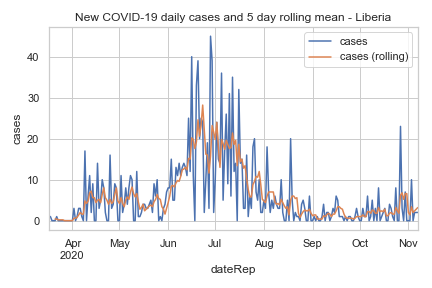 New COVID-19 daily cases and 5 day rolling mean - Liberia
cases
cases (rolling)
cases
40
30
20
10
0
Apr May Jun Jul Aug Sep Oct Nov
2020
dateRep